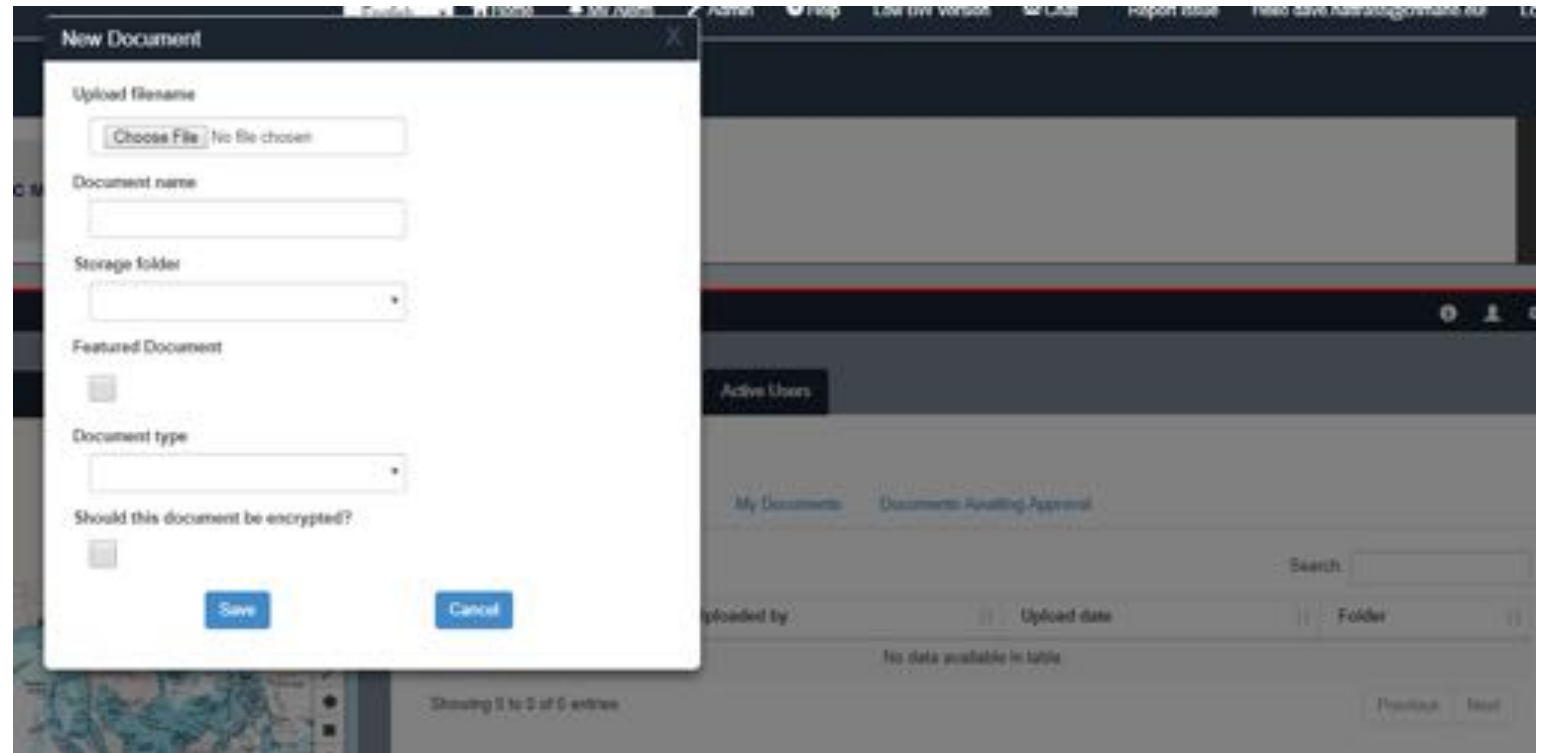 English Home Admin Help Chat Report Issue
New Document X
Upload filename
Choose File No file chosen
Document name
Storage folder
Featured Document
Active Users
Document type
My Documents Documents Awaiting Approval
Should this document be encrypted?
Search
Save Cancel
Uploaded by Upload date Folder
No data available in table
Showing 0 to 0 of 0 entries
Previous Next